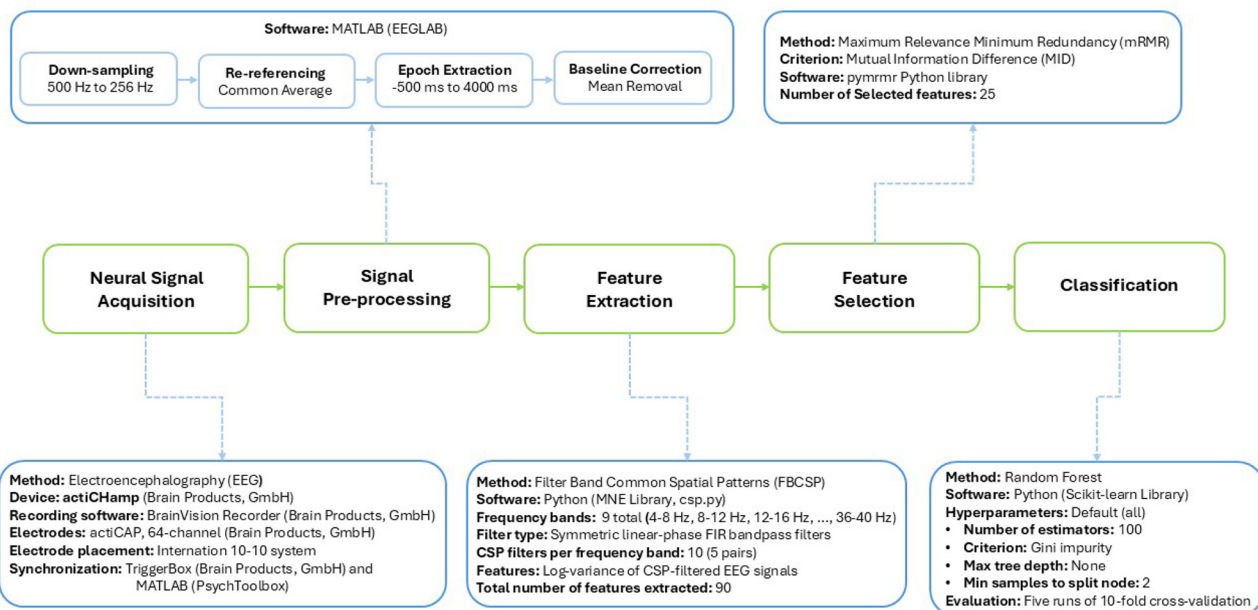 Software: MATLAB (EEGLAB)
Down-sampling
500 Hz to 256 Hz
Re-referencing
Common Average
Epoch Extraction
-500 ms to 4000 ms
Baseline Correction
Mean Removal
Method: Maximum Relevance Minimum Redundancy (mRMR)
Criterion: Mutual Information Difference (MID)
Software: pymrmr Python library
Number of Selected features: 25
Neural Signal
Acquisition
Signal
Pre-processing
Feature
Extraction
Feature
Selection
Classification
Method: Electroencephalography (EEG)
Device: actiCHamp (Brain Products, GmbH)
Recording software: BrainVision Recorder (Brain Products, GmbH)
Electrodes: actiCAP, 64-channel (Brain Products, GmbH)
Electrode placement: Internation 10-10 system
Synchronization: TriggerBox (Brain Products, GmbH) and
MATLAB (PsychToolbox)
Method: Filter Band Common Spatial Patterns (FBCSP)
Software: Python (MNE Library, csp.py)
Frequency bands: 9 total (4-8 Hz, 8-12 Hz, 12-16 Hz, ..., 36-40 Hz)
Filter type: Symmetric linear-phase FIR bandpass filters
CSP filters per frequency band: 10 (5 pairs)
Features: Log-variance of CSP-filtered EEG signals
Total number of features extracted: 90
Method: Random Forest
Software: Python (Scikit-learn Library)
Hyperparameters: Default (all)
• Number of estimators: 100
• Criterion: Gini impurity
• Max tree depth: None
• Min samples to split node: 2
Evaluation: Five runs of 10-fold cross-validation